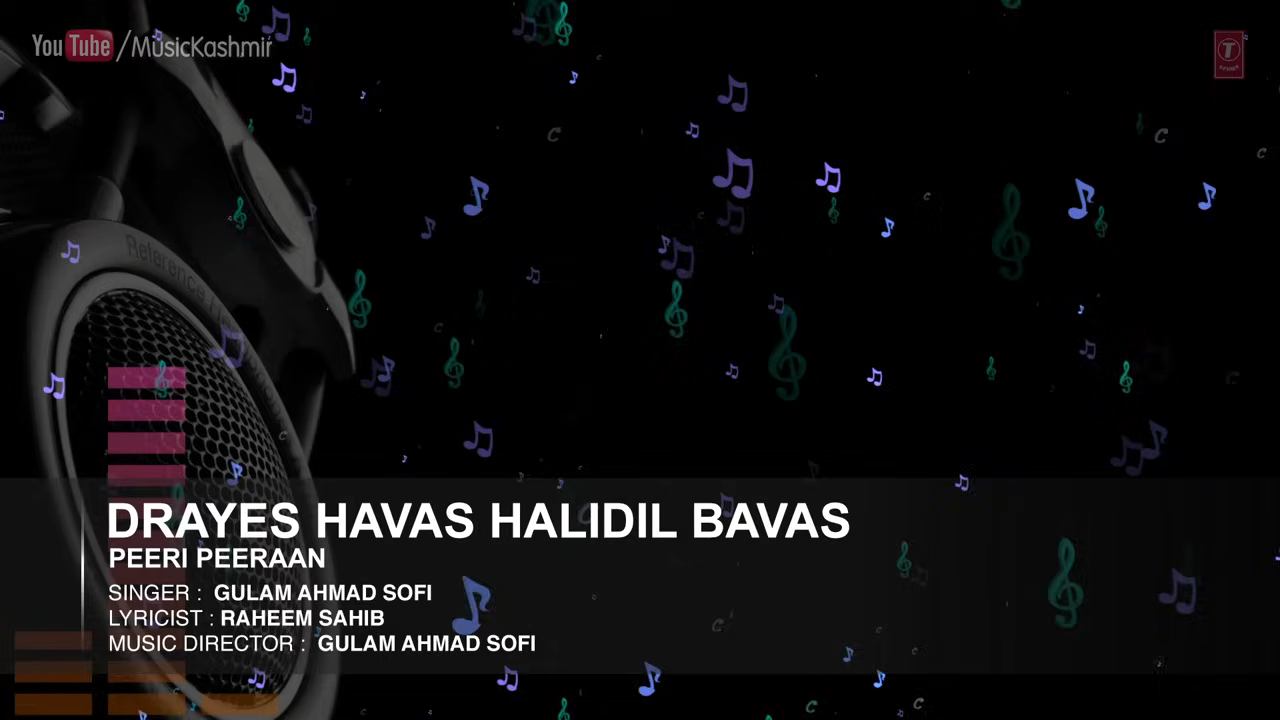 YouTube/MusicKashmir
T
Reference H
DRAYES HAVAS HALIDIL BAVAS
PEERI PEERAAN
SINGER : GULAM AHMAD SOFI
LYRICIST : RAHEEM SAHIB
MUSIC DIRECTOR : GULAM AHMAD SOFI